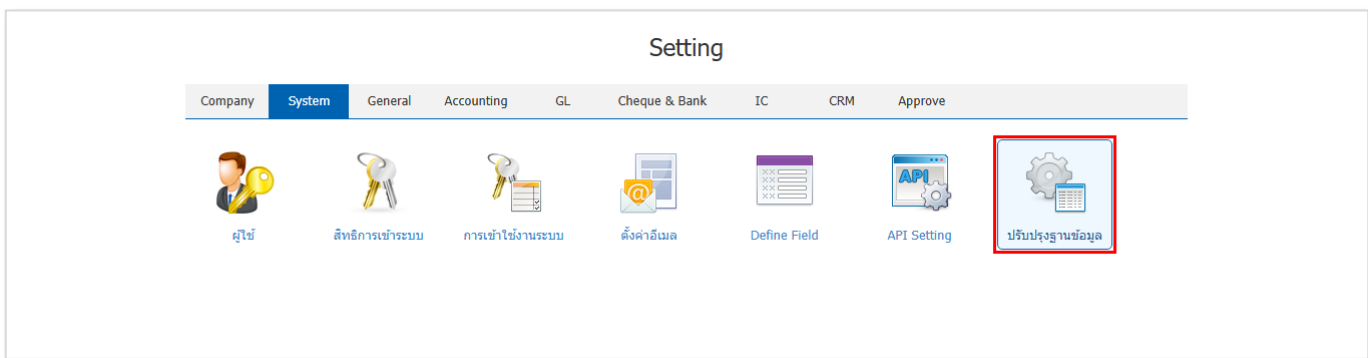 Setting
Company System General Accounting GL Cheque & Bank IC CRM Approve
API
ผู้ใช้ สิทธิการเข้าระบบ การเข้าใช้งานระบบ ตั้งค่าอีเมล Define Field API Setting ปรับปรุงฐานข้อมูล